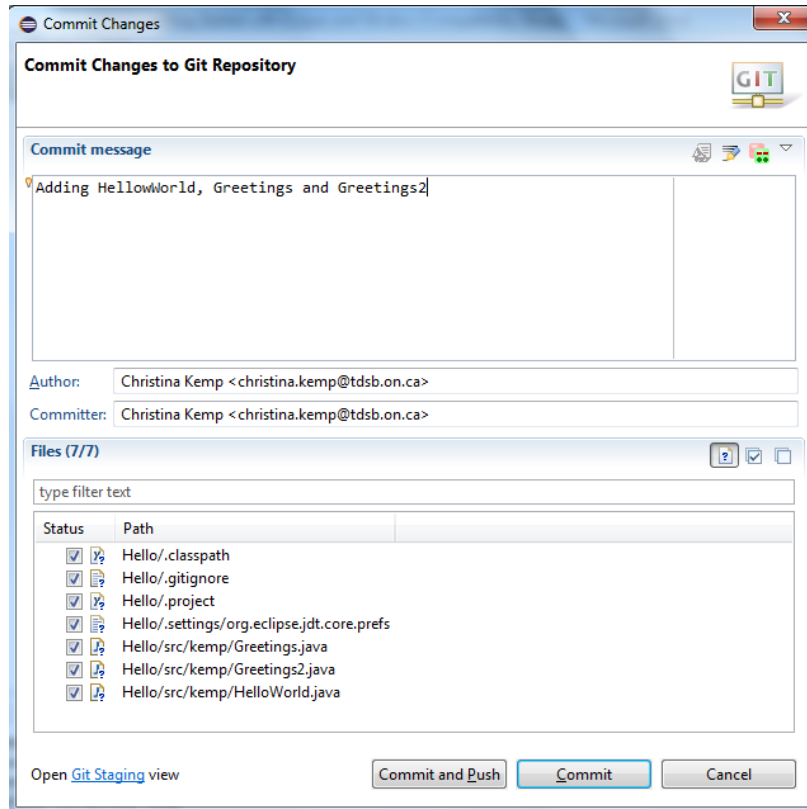 Commit Changes
Commit Changes to Git Repository
GIT
Commit message
Adding HellowWorld, Greetings and Greetings2
Author: Christina Kemp <christina.kemp@tdsb.on.ca>
Committer: Christina Kemp <christina.kemp@tdsb.on.ca>
Files (7/7)
type filter text
Status Path
Hello/.classpath
Hello/.gitignore
Hello/.project
Hello/.settings/org.eclipse.jdt.core.prefs
Hello/src/kemp/Greetings.java
Hello/src/kemp/Greetings2.java
Hello/src/kemp/HelloWorld.java
Open Git Staging view Commit and Push Commit Cancel